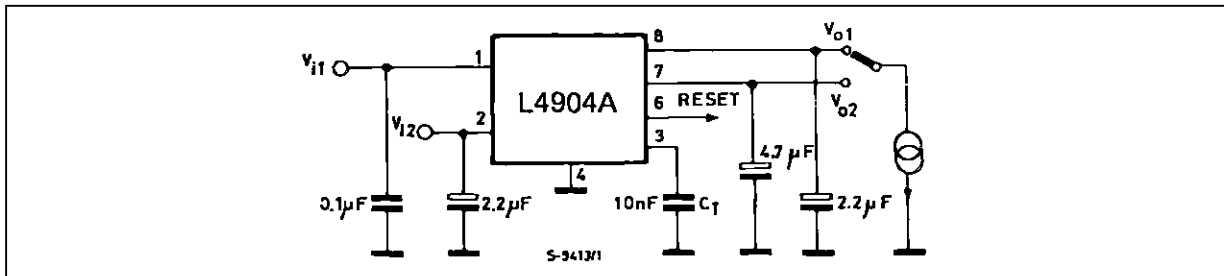 8
Vo1
Vi1
1
7
L4904A
6
RESET
Vo2
Vi2
2
3
4.7µF
4
0.1µF
2.2µF
10nF
CT
2.2µF
S-9413/1